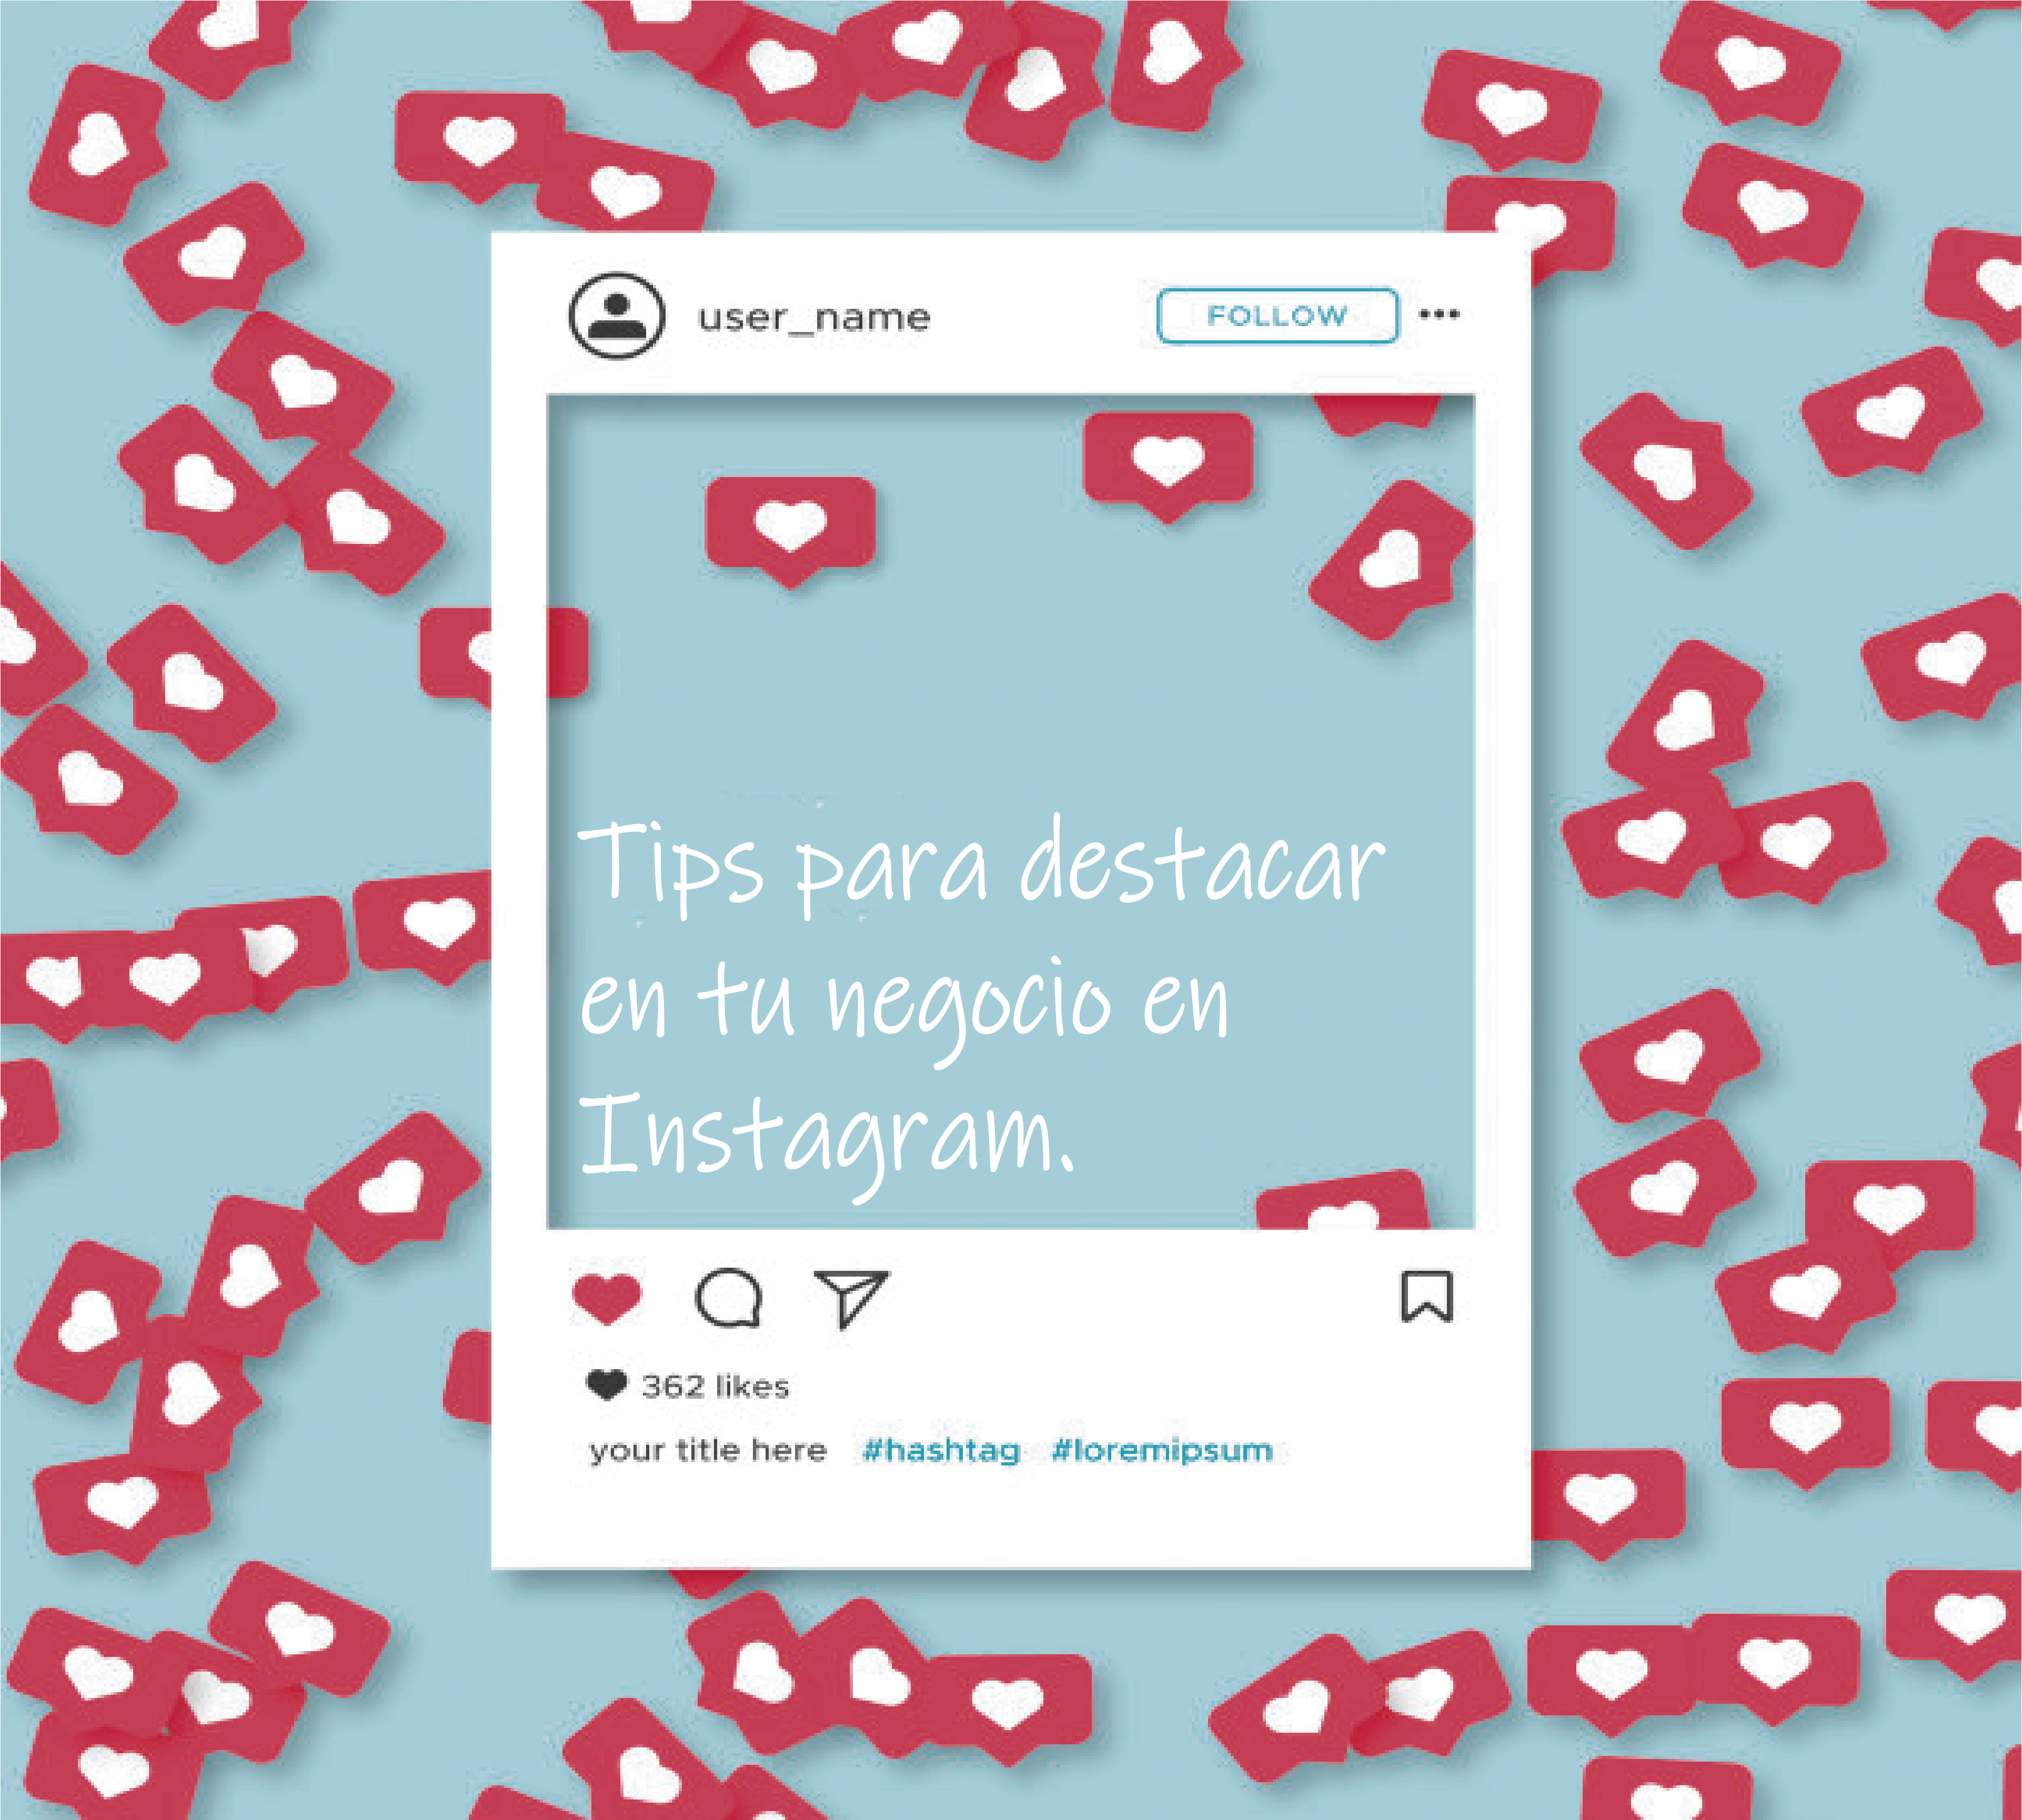 user_name FOLLOW
Tips para destacar
en tu negocio en
Instagram.
362 likes
your title here #hashtag #loremipsum